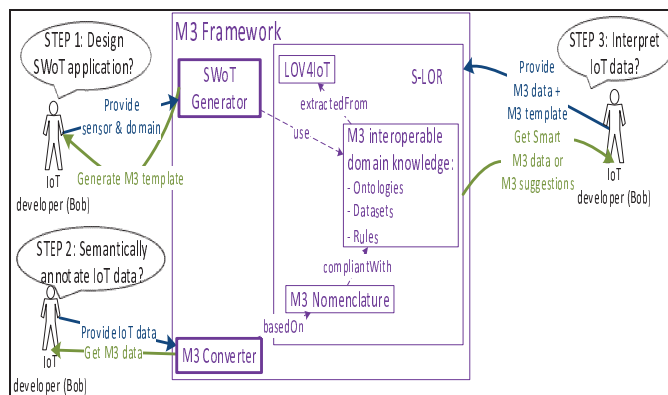 STEP 1: Design
SWoT application?
Provide
sensor & domain
Generate M3 template
IoT
developer (Bob)
STEP 2: Semantically
annotate IoT data?
Provide IoT data
Get M3 data
IoT
developer (Bob)
M3 Framework
SWoT
Generator
LOV4IoT
S-LOR
extractedFrom
use
M3 interoperable
domain knowledge:
- Ontologies
- Datasets
- Rules
compliantWith
M3 Nomenclature
basedOn
M3 Converter
STEP 3: Interpret
IoT data?
Provide
M3 data +
M3 template
Get Smart
M3 data or
M3 suggestions
IoT
developer (Bob)